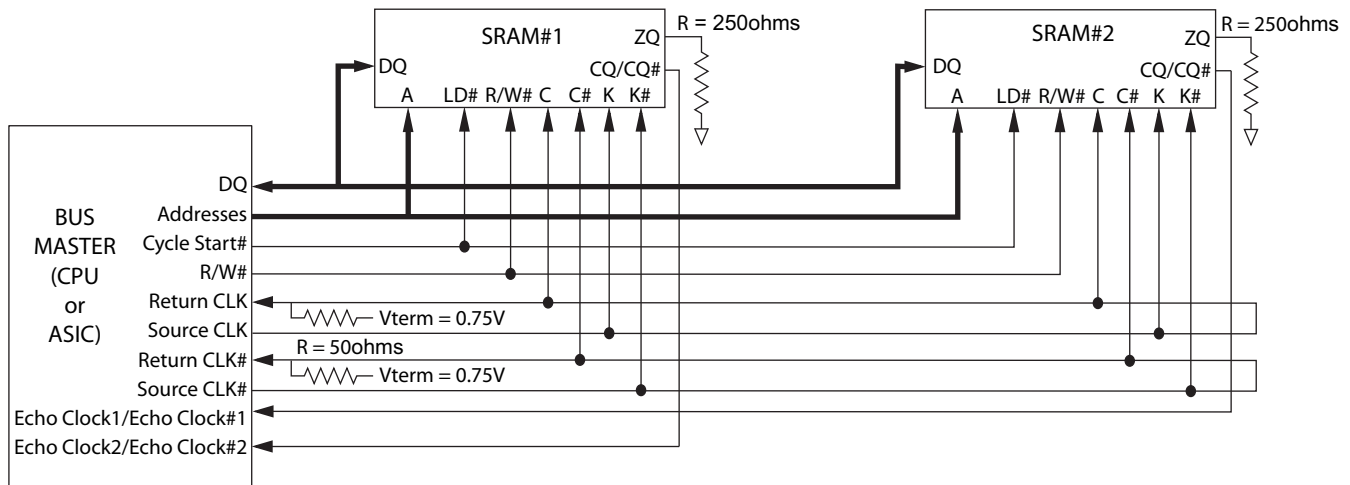 SRAM#1
ZQ
R = 250ohms
DQ
CQ/CQ#
A LD# R/W# C C# K K#
SRAM#2
ZQ
R = 250ohms
DQ
CQ/CQ#
A LD# R/W# C C# K K#
BUS
MASTER
(CPU
or
ASIC)
DQ
Addresses
Cycle Start#
R/W#
Return CLK
Source CLK
Return CLK#
Source CLK#
Echo Clock1/Echo Clock#1
Echo Clock2/Echo Clock#2
Vterm = 0.75V
R = 50ohms
Vterm = 0.75V